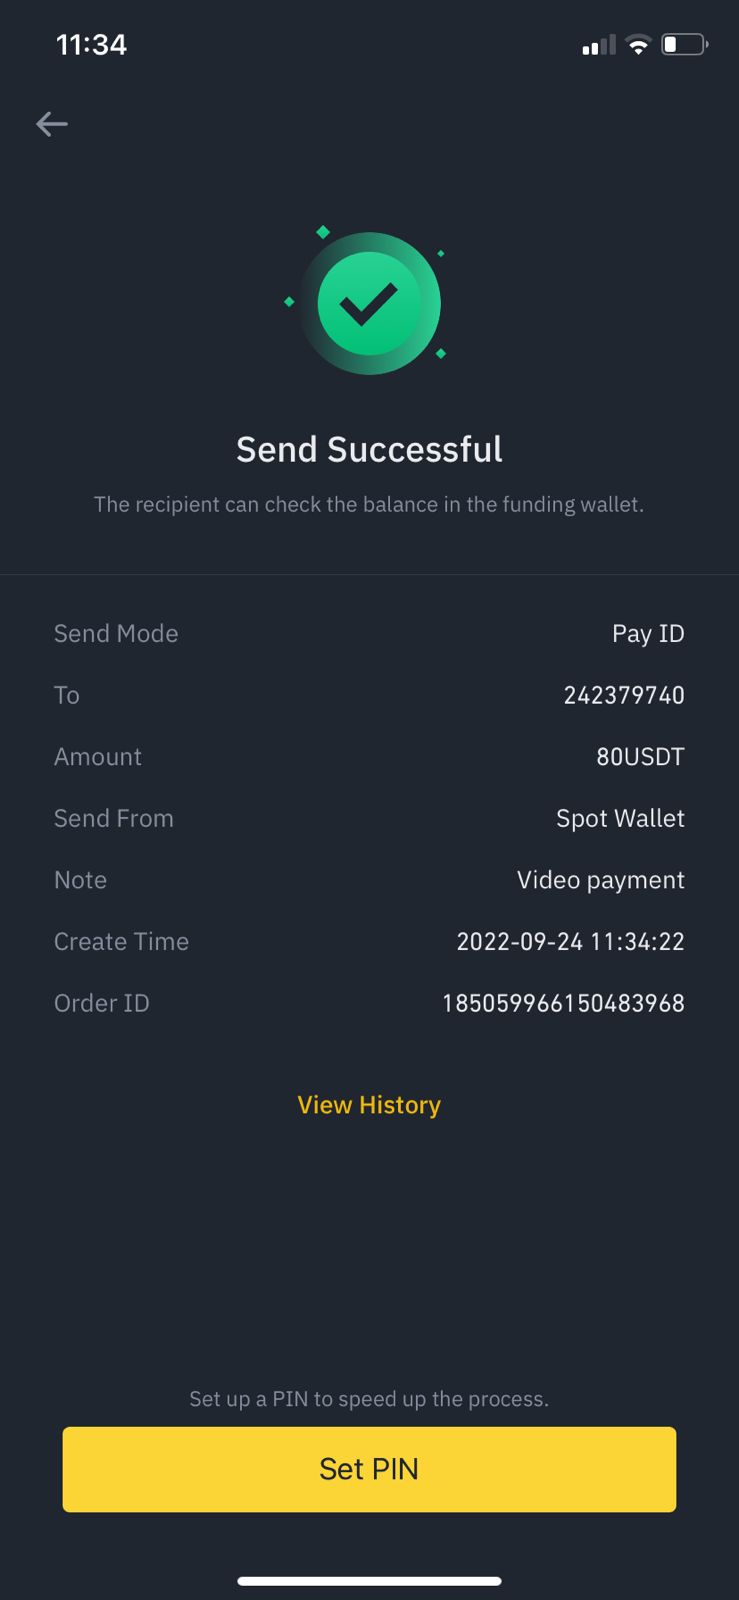 11:34
Send Successful
The recipient can check the balance in the funding wallet.
Send Mode Pay ID
To 242379740
Amount 80USDT
Send From Spot Wallet
Note Video payment
Create Time 2022-09-24 11:34:22
Order ID 185059966150483968
View History
Set up a PIN to speed up the process.
Set PIN